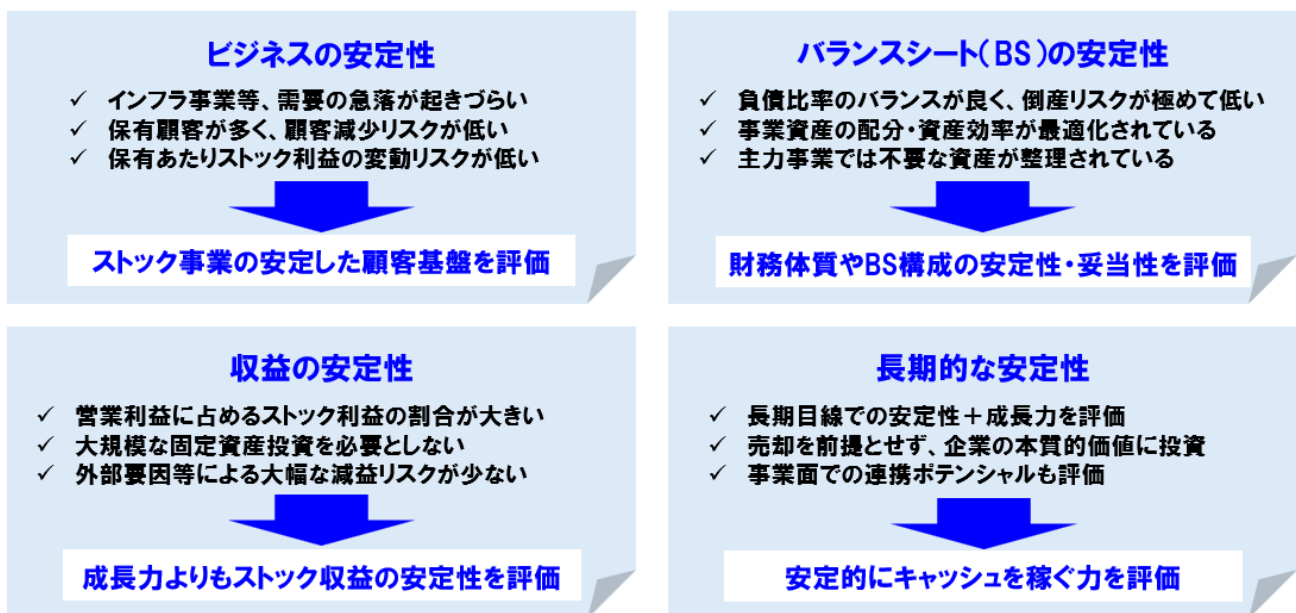 ビジネスの安定性
✓ インフラ事業等、需要の急落が起きづらい
✓ 保有顧客が多く、顧客減少リスクが低い
✓ 保有あたりストック利益の変動リスクが低い
ストック事業の安定した顧客基盤を評価
バランスシート(BS)の安定性
✓ 負債比率のバランスが良く、倒産リスクが極めて低い
✓ 事業資産の配分・資産効率が最適化されている
✓ 主力事業では不要な資産が整理されている
財務体質やBS構成の安定性・妥当性を評価
収益の安定性
✓ 営業利益に占めるストック利益の割合が大きい
✓ 大規模な固定資産投資を必要としない
✓ 外部要因等による大幅な減益リスクが少ない
成長力よりもストック収益の安定性を評価
長期的な安定性
✓ 長期目線での安定性+成長力を評価
✓ 売却を前提とせず、企業の本質的価値に投資
✓ 事業面での連携ポテンシャルも評価
安定的にキャッシュを稼ぐ力を評価